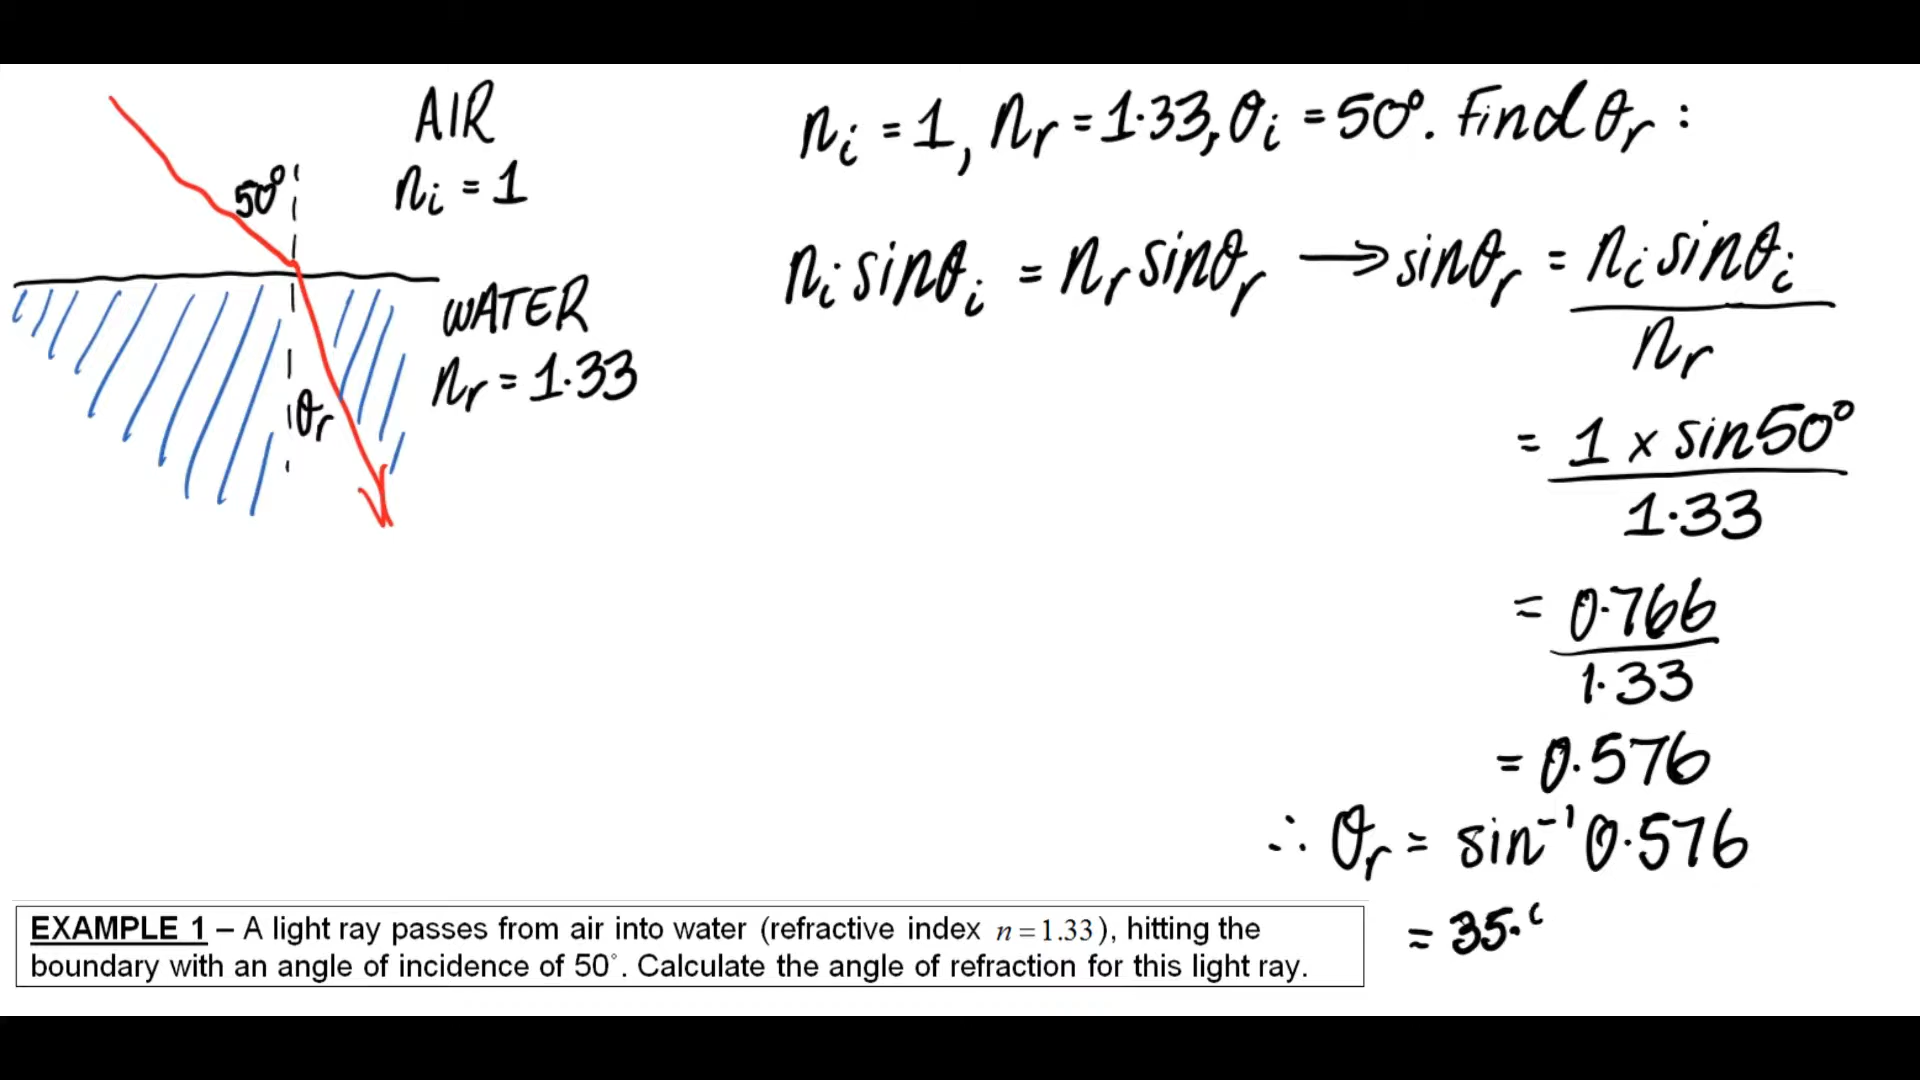 AIR
nᵢ = 1
50°
WATER
nᵣ = 1.33
θᵣ
nᵢ = 1, nᵣ = 1.33, θᵢ = 50°. Find θᵣ :
nᵢ sinθᵢ = nᵣ sinθᵣ → sinθᵣ = nᵢ sinθᵢ
nᵣ
= 1 × sin50°
1.33
= 0.766
1.33
= 0.576
∴ θᵣ = sin⁻¹ 0.576
= 35.
EXAMPLE 1 – A light ray passes from air into water (refractive index n = 1.33), hitting the
boundary with an angle of incidence of 50°. Calculate the angle of refraction for this light ray.